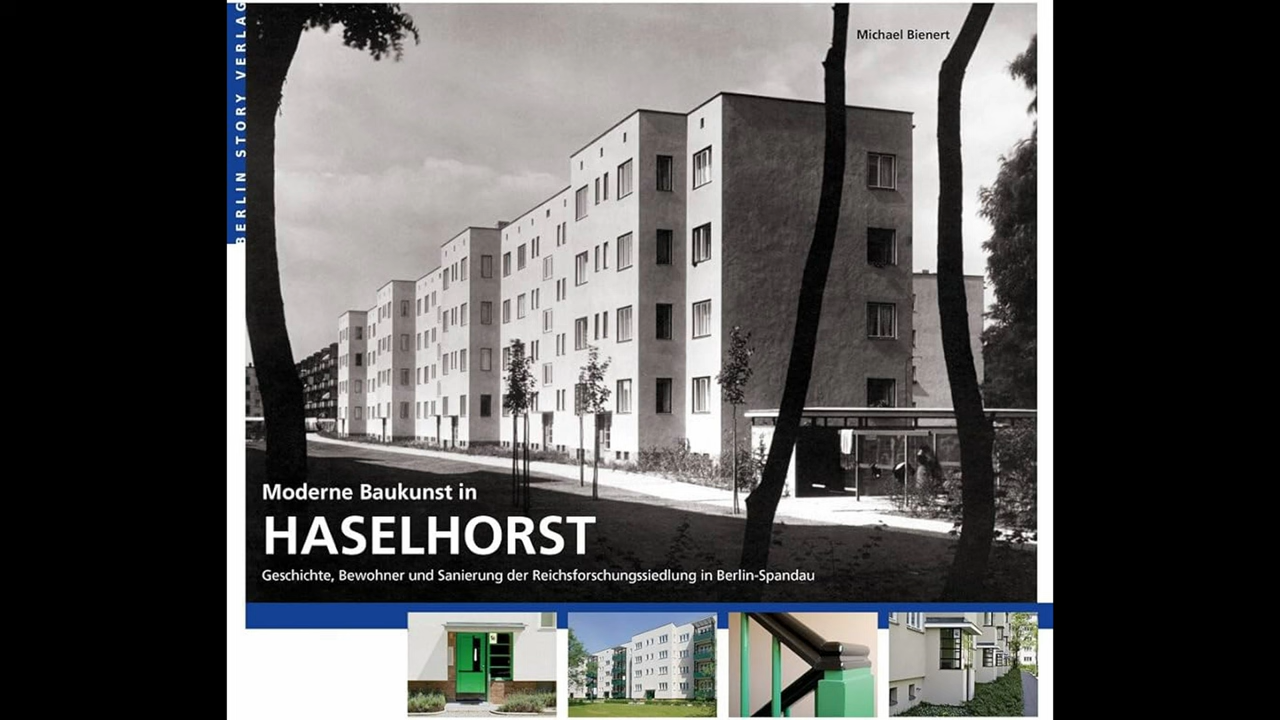 BERLIN STORY VERLAG
Michael Bienert
Moderne Baukunst in
HASELHORST
Geschichte, Bewohner und Sanierung der Reichsforschungssiedlung in Berlin-Spandau